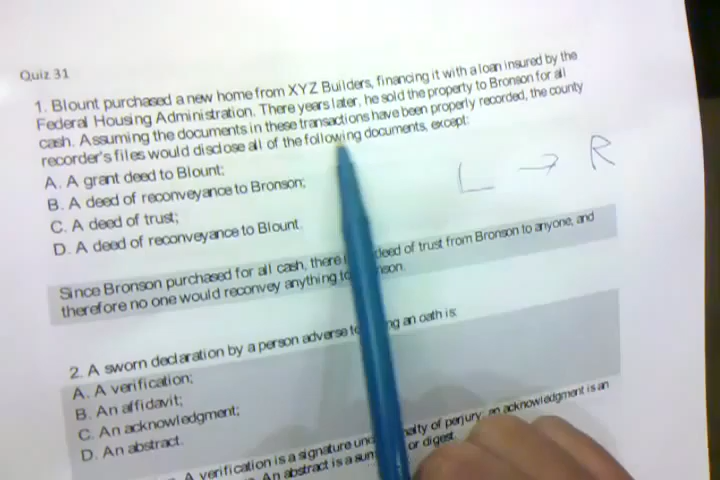 Quiz 31
1. Blount purchased a new home from XYZ Builders, financing it with a loan insured by the
Federal Housing Administration. There years later, he sold the property to Bronson for all
cash. Assuming the documents in these transactions have been properly recorded, the county
recorder's files would disclose all of the following documents, except:
A. A grant deed to Blount;
B. A deed of reconveyance to Bronson;
C. A deed of trust;
D. A deed of reconveyance to Blount.
L → R
Since Bronson purchased for all cash, there deed of trust from Bronson to anyone, and
therefore no one would reconvey anything
2. A sworn declaration by a person adverse an oath is:
A. A verification;
B. An affidavit;
C. An acknowledgment;
D. An abstract.
A verification is a signature of perjury; an acknowledgment is an
An abstract is a or digest.